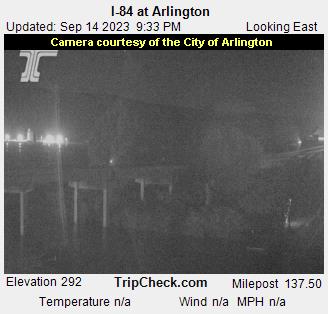 I-84 at Arlington
Updated: Sep 14 2023 9:33 PM Looking East
Camera courtesy of the City of Arlington
Elevation 292 TripCheck.com Milepost 137.50
Temperature n/a Wind n/a MPH n/a